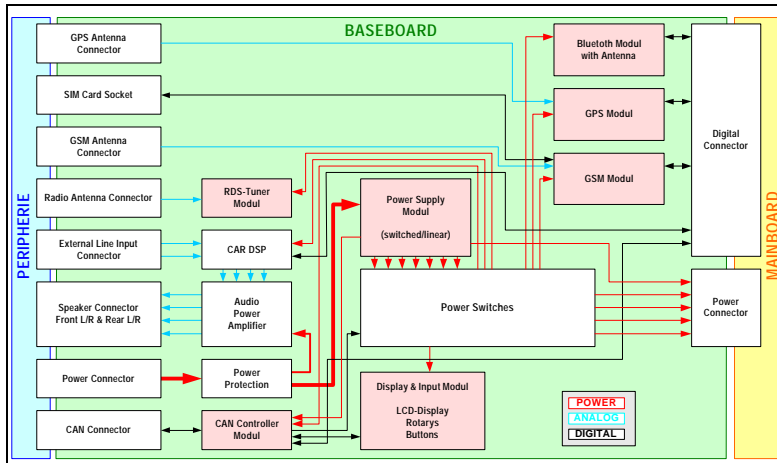 BASEBOARD
PERIPHERIE
MAINBOARD
GPS Antenna
Connector
SIM Card Socket
GSM Antenna
Connector
Radio Antenna Connector
External Line Input
Connector
Speaker Connector
Front L/R & Rear L/R
Power Connector
CAN Connector
RDS-Tuner
Modul
CAR DSP
Audio
Power
Amplifier
Power
Protection
CAN Controller
Modul
Power Supply
Modul
(switched/linear)
Power Switches
Display & Input Modul
LCD-Display
Rotarys
Buttons
Bluetoth Modul
with Antenna
GPS Modul
GSM Modul
Digital
Connector
Power
Connector
POWER
ANALOG
DIGITAL